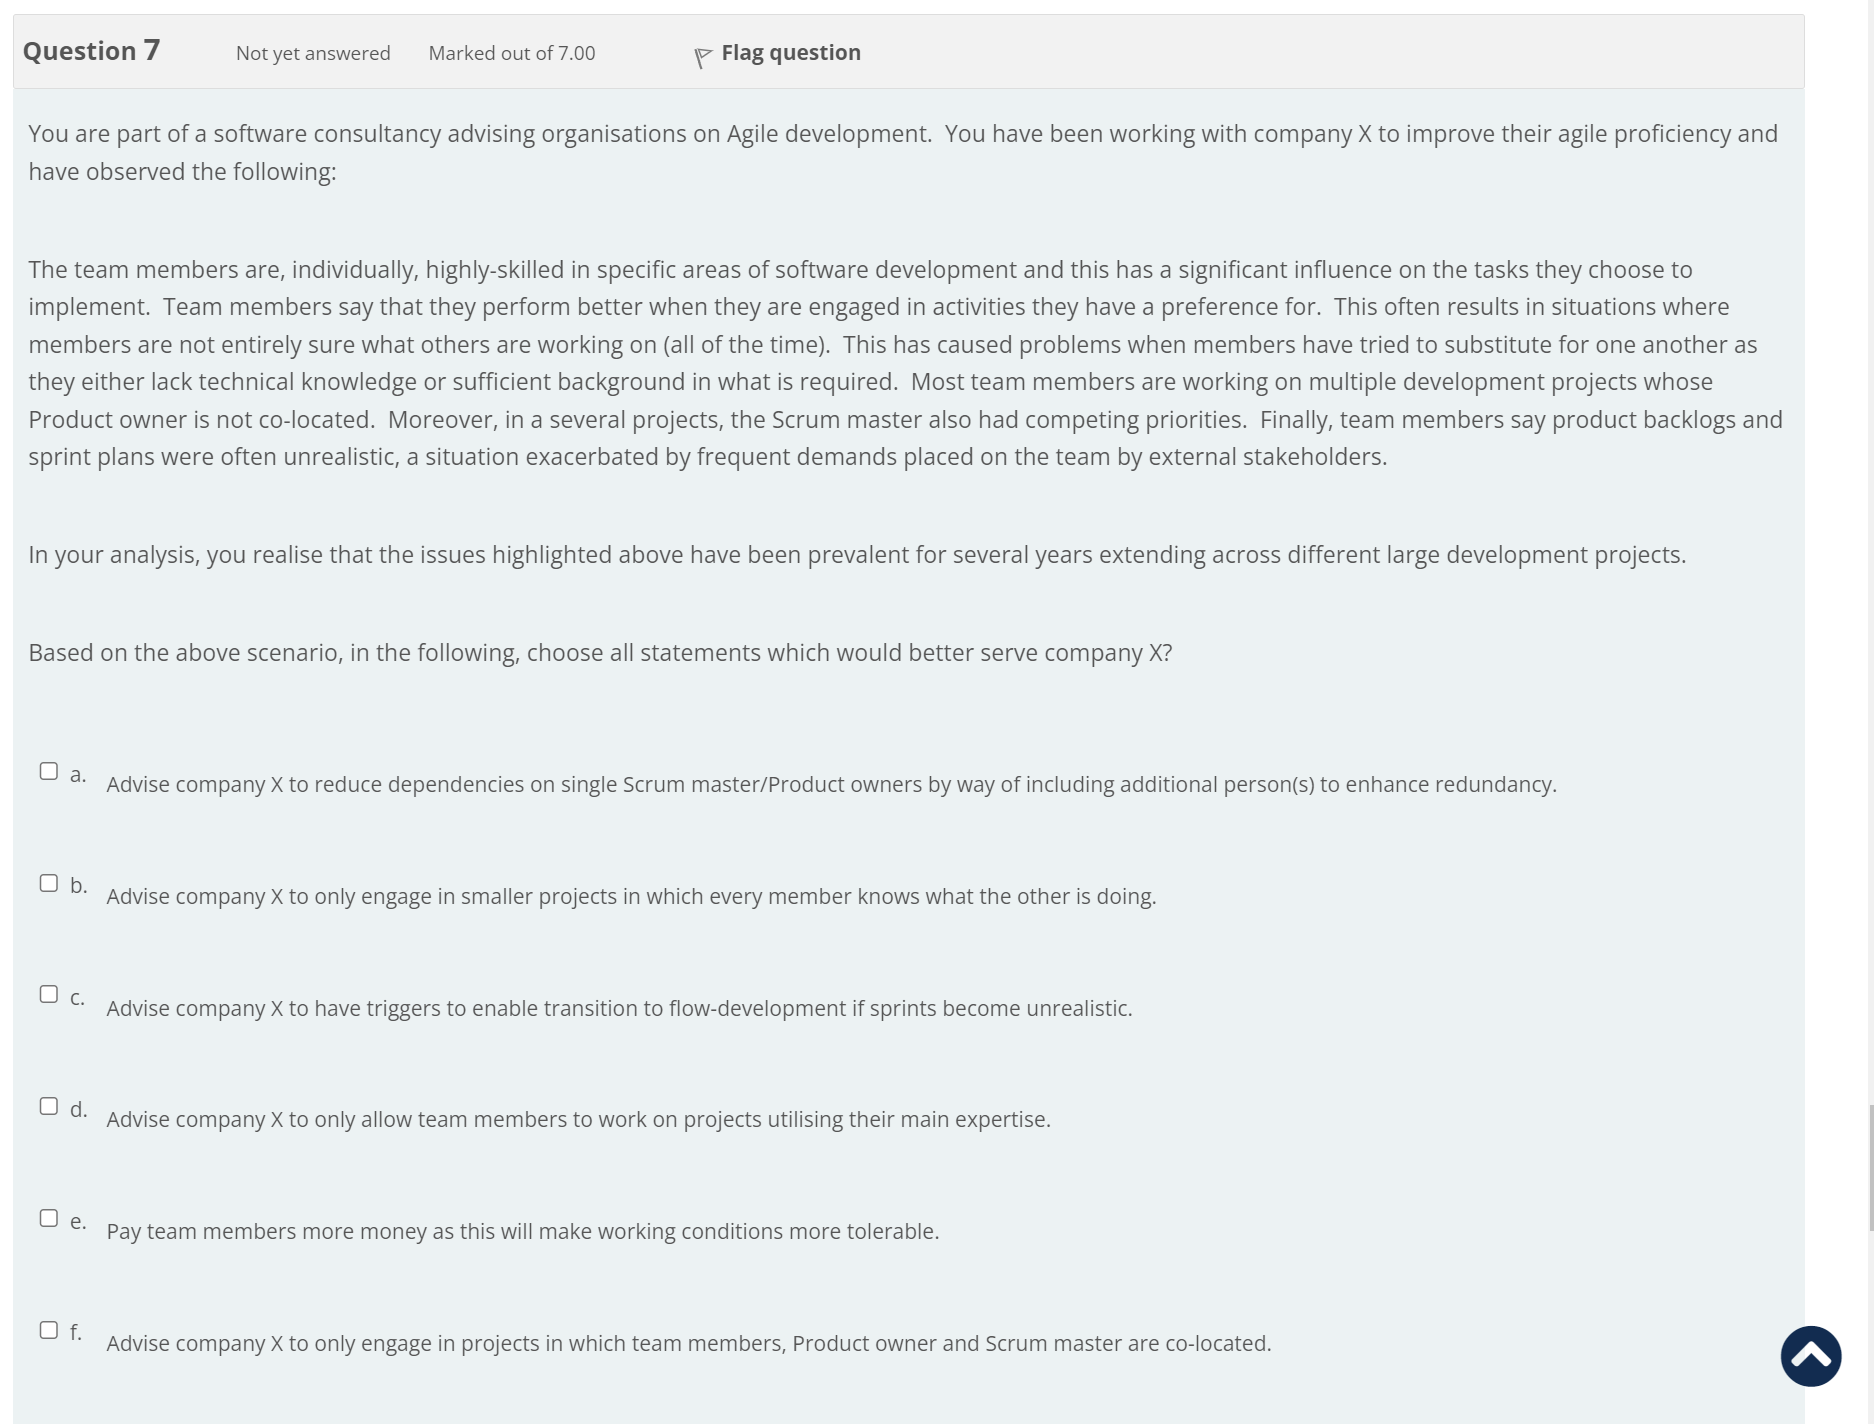 Question 7 Not yet answered Marked out of 7.00 Flag question
You are part of a software consultancy advising organisations on Agile development.  You have been working with company X to improve their agile proficiency and
have observed the following:
The team members are, individually, highly-skilled in specific areas of software development and this has a significant influence on the tasks they choose to
implement.  Team members say that they perform better when they are engaged in activities they have a preference for.  This often results in situations where
members are not entirely sure what others are working on (all of the time).  This has caused problems when members have tried to substitute for one another as
they either lack technical knowledge or sufficient background in what is required.  Most team members are working on multiple development projects whose
Product owner is not co-located.  Moreover, in a several projects, the Scrum master also had competing priorities.  Finally, team members say product backlogs and
sprint plans were often unrealistic, a situation exacerbated by frequent demands placed on the team by external stakeholders.
In your analysis, you realise that the issues highlighted above have been prevalent for several years extending across different large development projects.
Based on the above scenario, in the following, choose all statements which would better serve company X?
a. Advise company X to reduce dependencies on single Scrum master/Product owners by way of including additional person(s) to enhance redundancy.
b. Advise company X to only engage in smaller projects in which every member knows what the other is doing.
c. Advise company X to have triggers to enable transition to flow-development if sprints become unrealistic.
d. Advise company X to only allow team members to work on projects utilising their main expertise.
e. Pay team members more money as this will make working conditions more tolerable.
f. Advise company X to only engage in projects in which team members, Product owner and Scrum master are co-located.